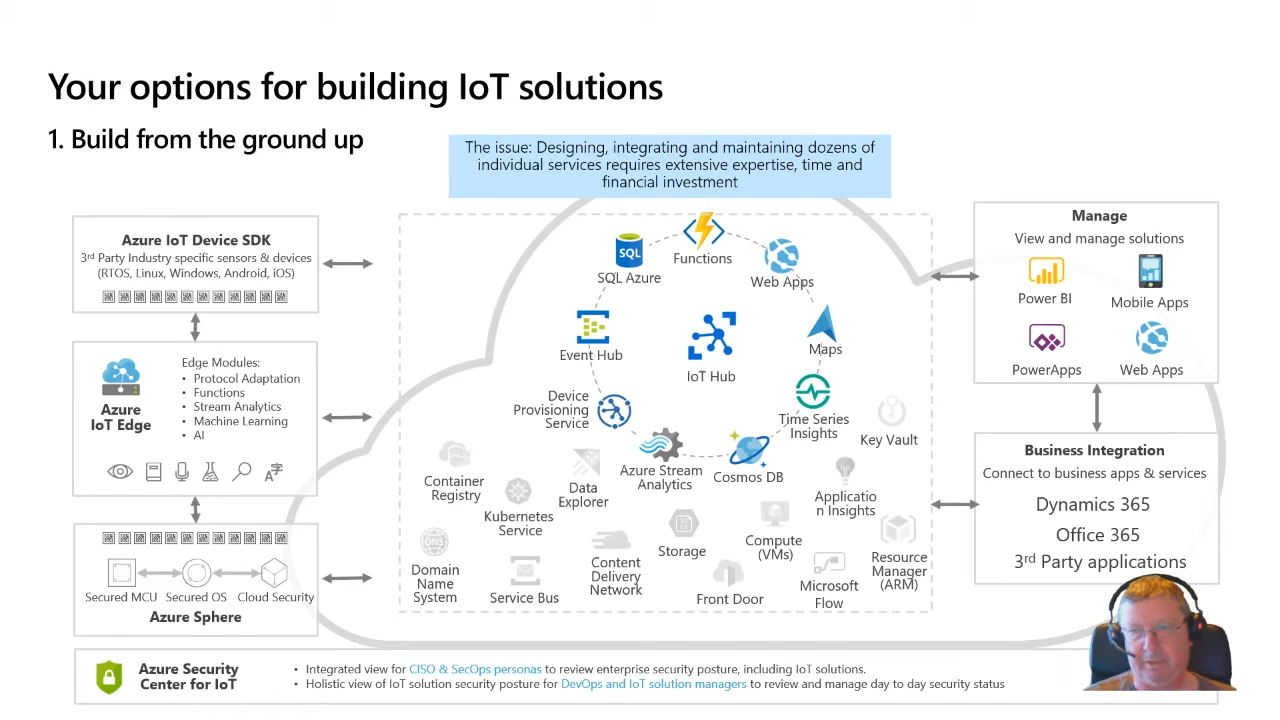 Your options for building IoT solutions
1. Build from the ground up
The issue: Designing, integrating and maintaining dozens of
individual services requires extensive expertise, time and
financial investment
Azure IoT Device SDK
3rd Party Industry specific sensors & devices
(RTOS, Linux, Windows, Android, iOS)
Azure
IoT Edge
Edge Modules:
• Protocol Adaptation
• Functions
• Stream Analytics
• Machine Learning
• AI
Secured MCU
Secured OS
Cloud Security
Azure Sphere
SQL
SQL Azure
Functions
Web Apps
Event Hub
IoT Hub
Maps
Device
Provisioning
Service
Time Series
Insights
Azure Stream
Analytics
Cosmos DB
Key Vault
Container
Registry
Kubernetes
Service
Data
Explorer
Applicatio
n Insights
Storage
Compute
(VMs)
Resource
Manager
(ARM)
DNS
Domain
Name
System
Service Bus
Content
Delivery
Network
Front Door
Microsoft
Flow
Manage
View and manage solutions
Power BI
Mobile Apps
PowerApps
Web Apps
Business Integration
Connect to business apps & services
Dynamics 365
Office 365
3rd Party applications
Azure Security
Center for IoT
• Integrated view for CISO & SecOps personas to review enterprise security posture, including IoT solutions.
• Holistic view of IoT solution security posture for DevOps and IoT solution managers to review and manage day to day security status